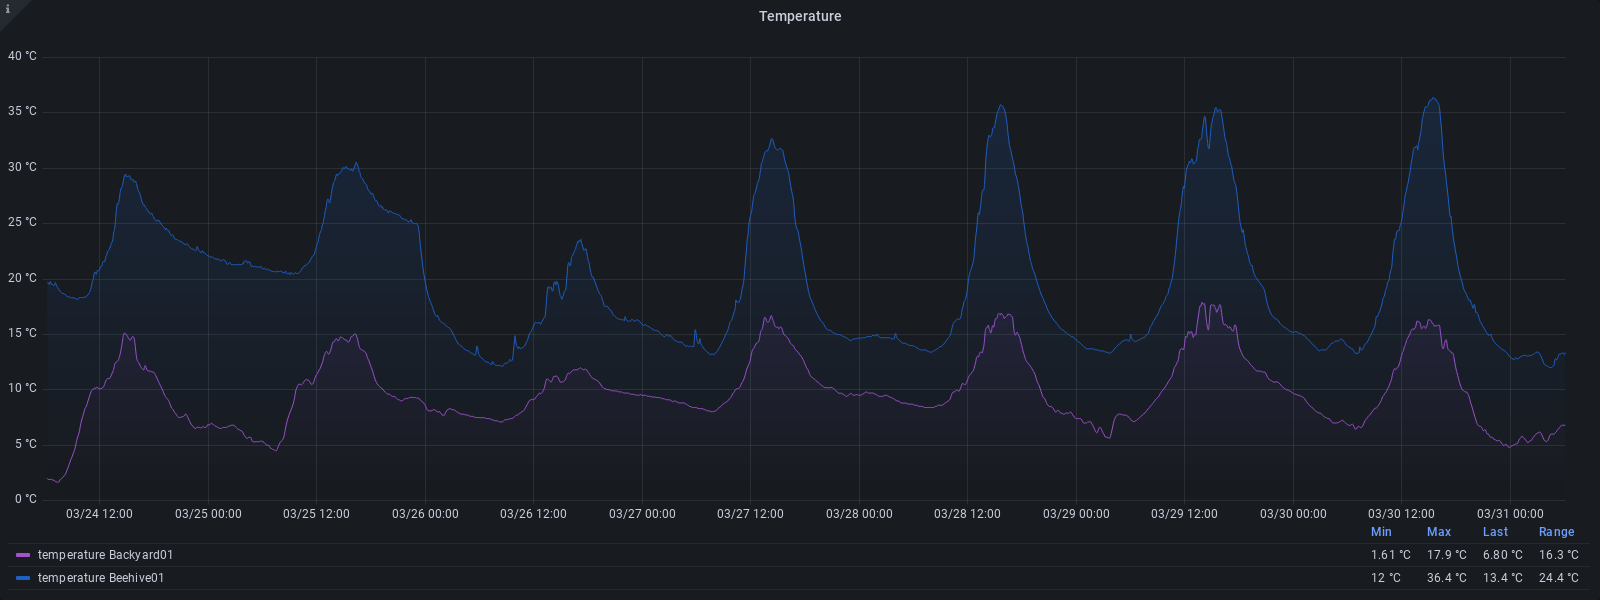 i
Temperature
40 °C
35 °C
30 °C
25 °C
20 °C
15 °C
10 °C
5 °C
0 °C
03/24 12:00 03/25 00:00 03/25 12:00 03/26 00:00 03/26 12:00 03/27 00:00 03/27 12:00 03/28 00:00 03/28 12:00 03/29 00:00 03/29 12:00 03/30 00:00 03/30 12:00 03/31 00:00
Min Max Last Range
temperature Backyard01 1.61 °C 17.9 °C 6.80 °C 16.3 °C
temperature Beehive01 12 °C 36.4 °C 13.4 °C 24.4 °C